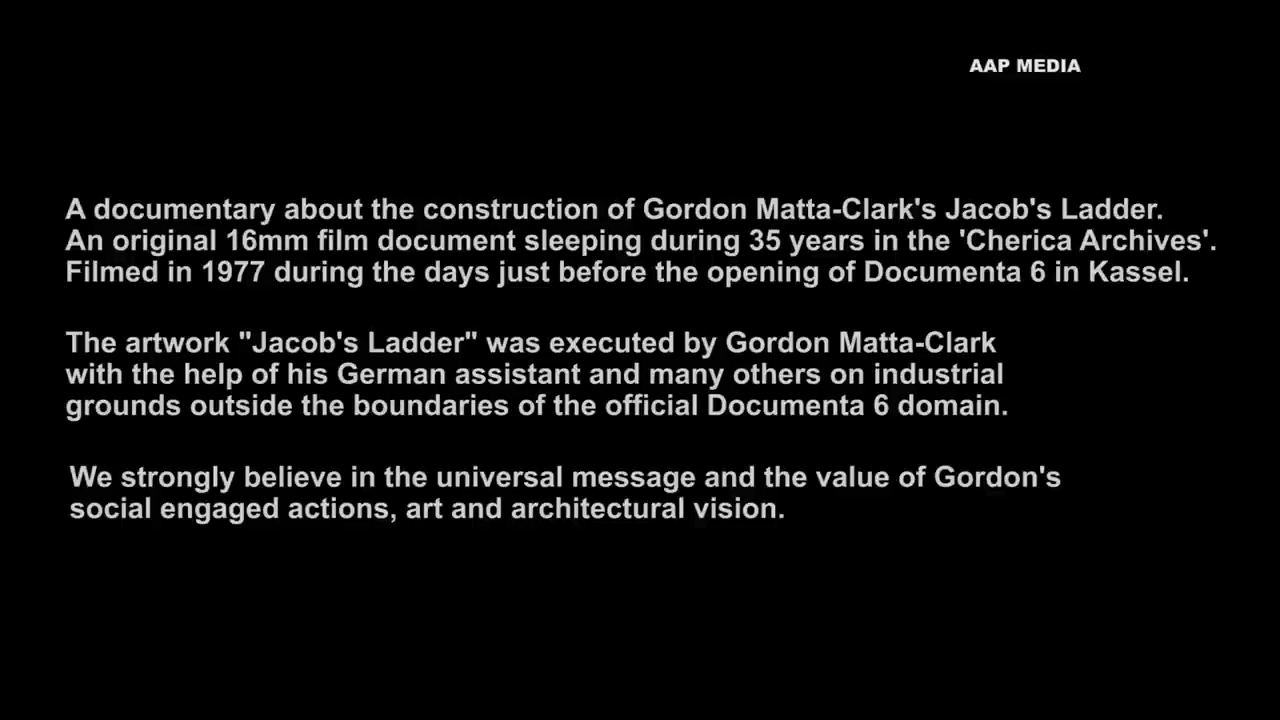 AAP MEDIA
A documentary about the construction of Gordon Matta-Clark's Jacob's Ladder.
An original 16mm film document sleeping during 35 years in the 'Cherica Archives'.
Filmed in 1977 during the days just before the opening of Documenta 6 in Kassel.
The artwork "Jacob's Ladder" was executed by Gordon Matta-Clark
with the help of his German assistant and many others on industrial
grounds outside the boundaries of the official Documenta 6 domain.
We strongly believe in the universal message and the value of Gordon's
social engaged actions, art and architectural vision.